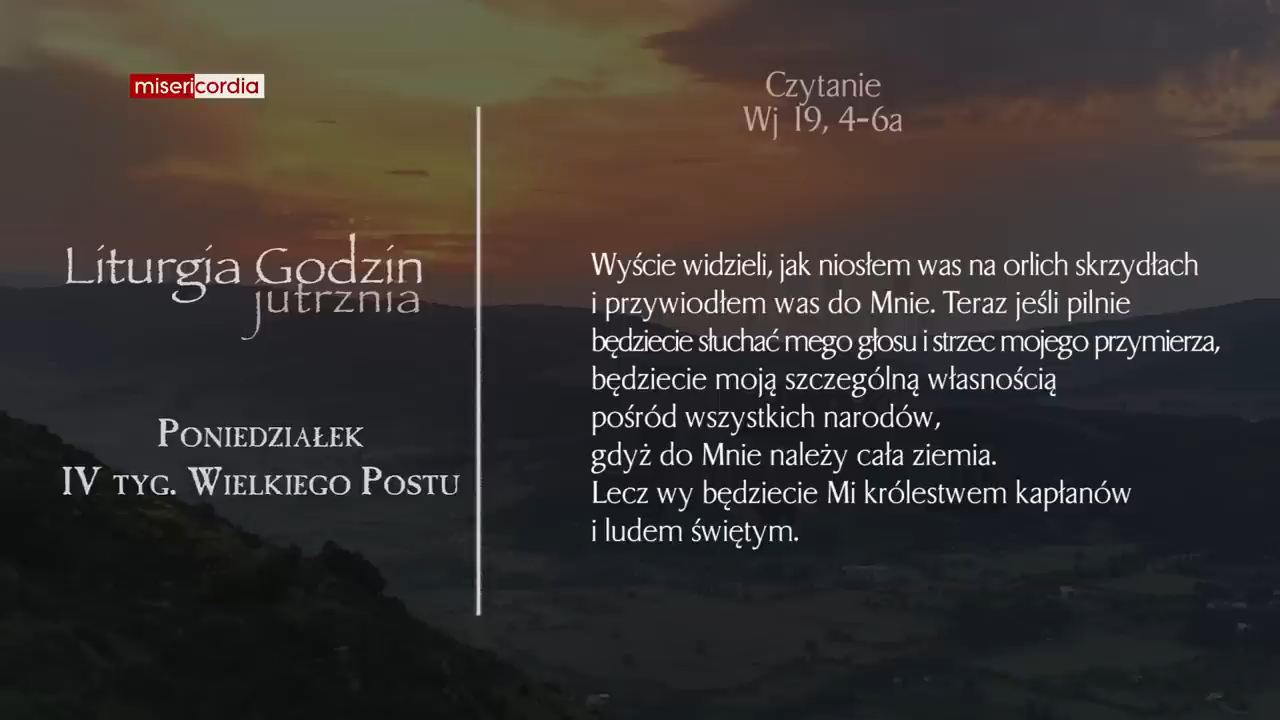 misericordia
Liturgia Godzin
jutrznia
Poniedziałek
IV tyg. Wielkiego Postu
Czytanie
Wj 19, 4-6a
Wyście widzieli, jak niosłem was na orlich skrzydłach
i przywiodłem was do Mnie. Teraz jeśli pilnie
będziecie słuchać mego głosu i strzec mojego przymierza,
będziecie moją szczególną własnością
pośród wszystkich narodów,
gdyż do Mnie należy cała ziemia.
Lecz wy będziecie Mi królestwem kapłanów
i ludem świętym.